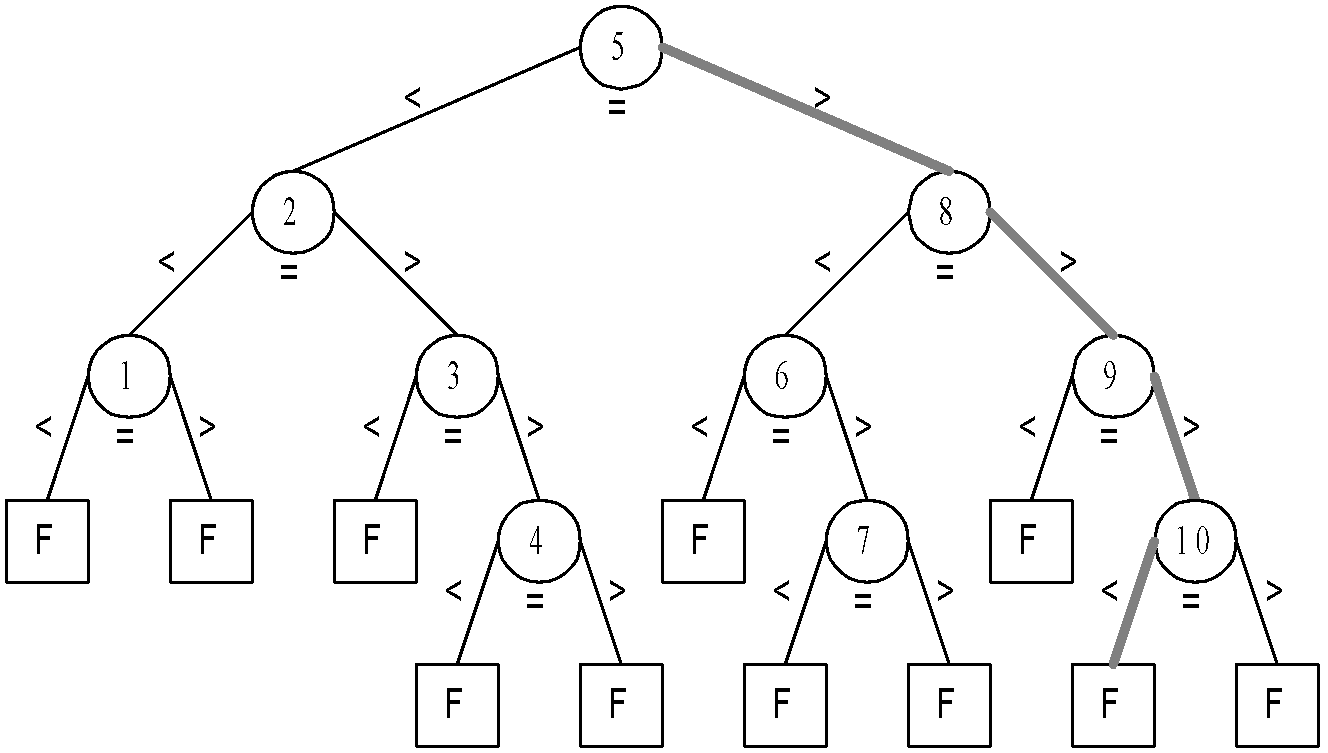 5
< = >
2 8
< = > < = >
1 3 6 9
< = > < = > < = > < = >
F F F 4 F 7 F 10
< = > < = > < = >
F F F F F F